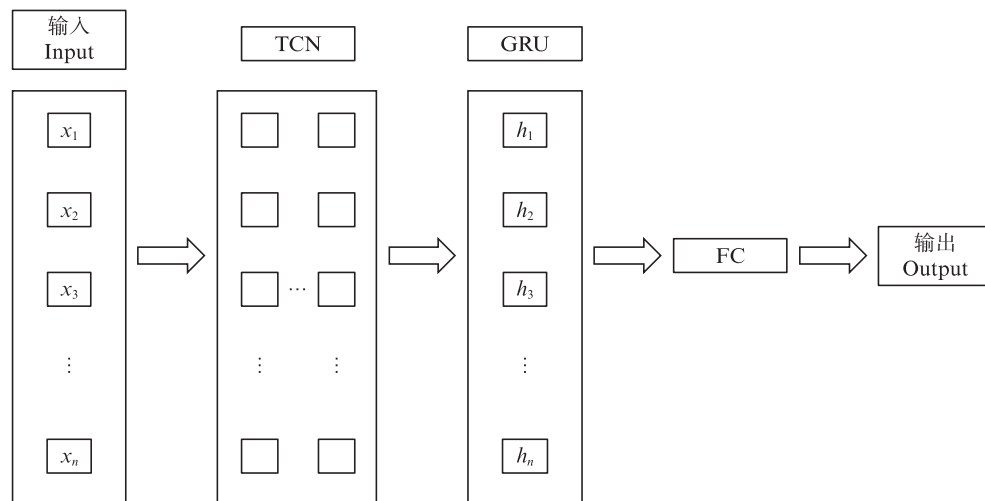 输入
Input
TCN
GRU
x₁
x₂
x₃
⋮
xₙ
…
⋮
⋮
h₁
h₂
h₃
⋮
hₙ
FC
输出
Output